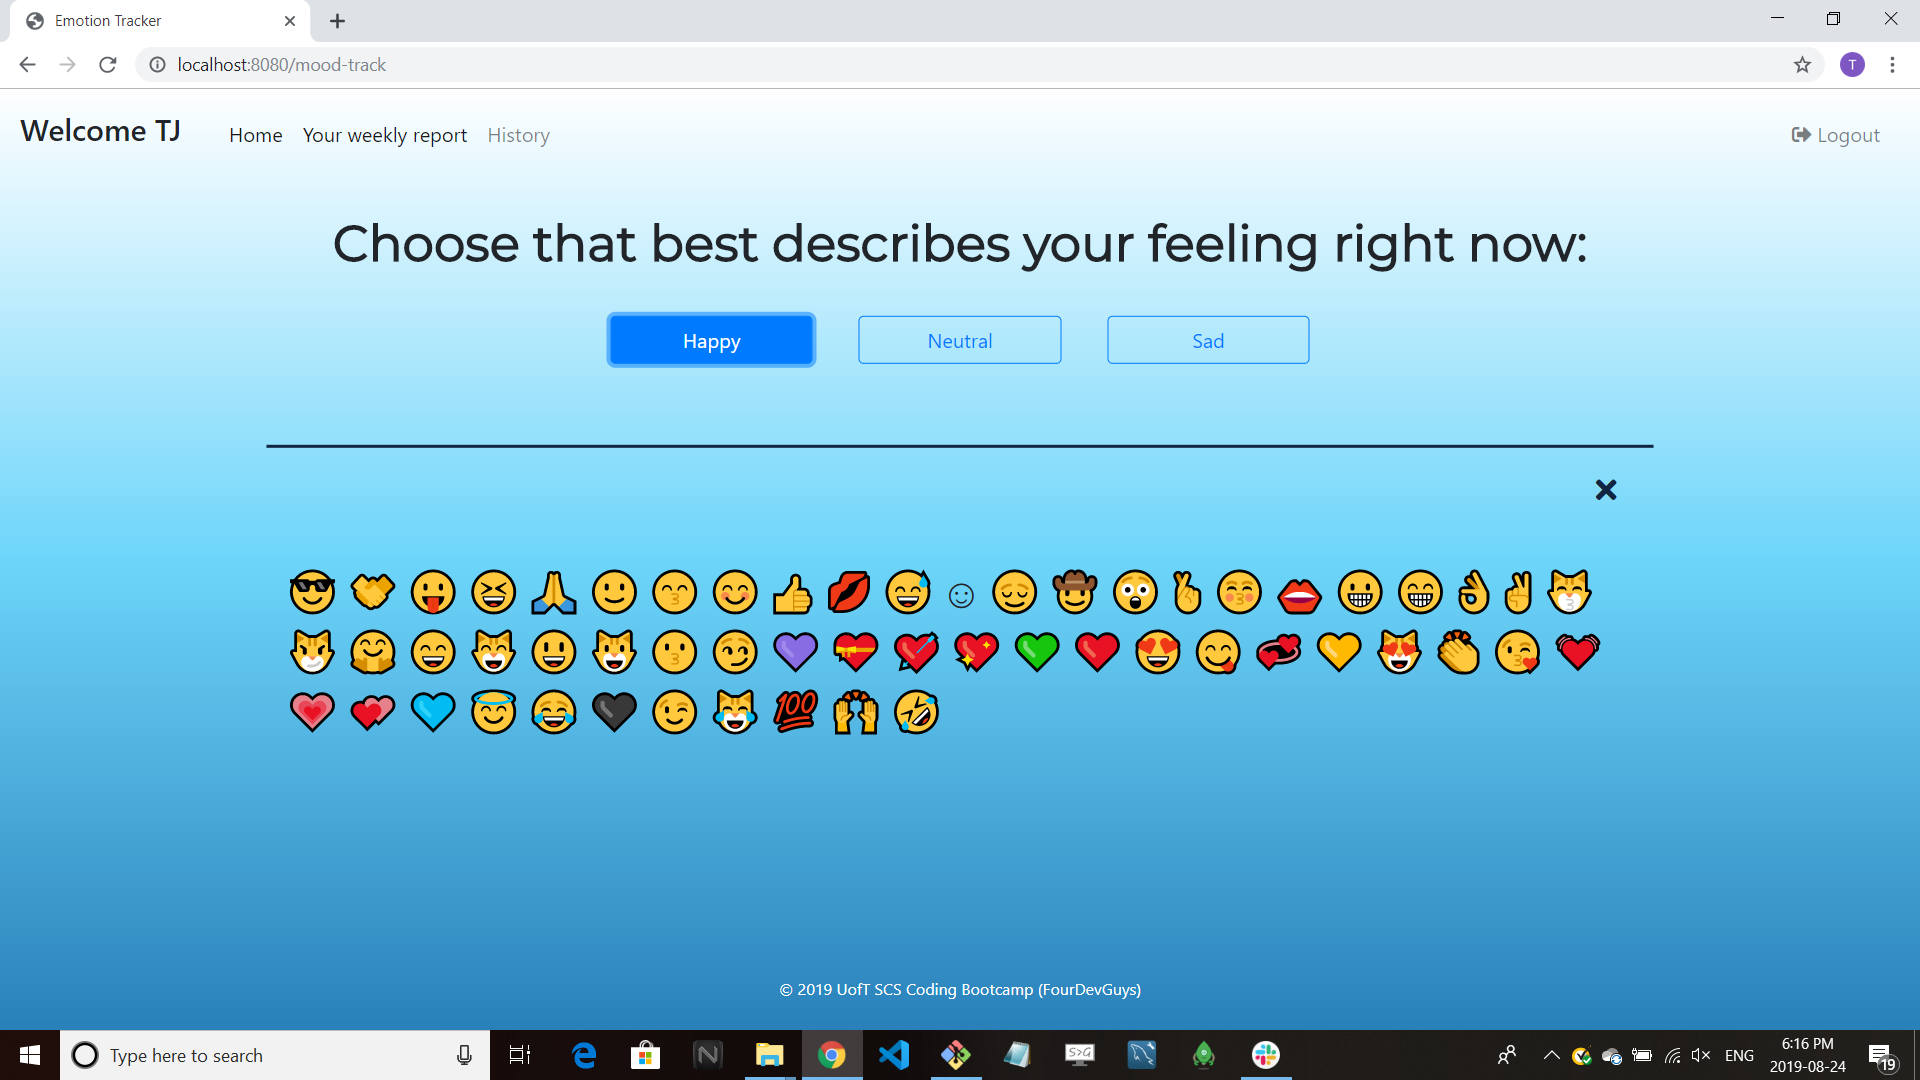 Emotion Tracker
localhost:8080/mood-track
T
Welcome TJ Home Your weekly report History Logout
Choose that best describes your feeling right now:
Happy Neutral Sad
100
© 2019 UofT SCS Coding Bootcamp (FourDevGuys)
Type here to search
N
S>G
ENG
6:16 PM
2019-08-24
19